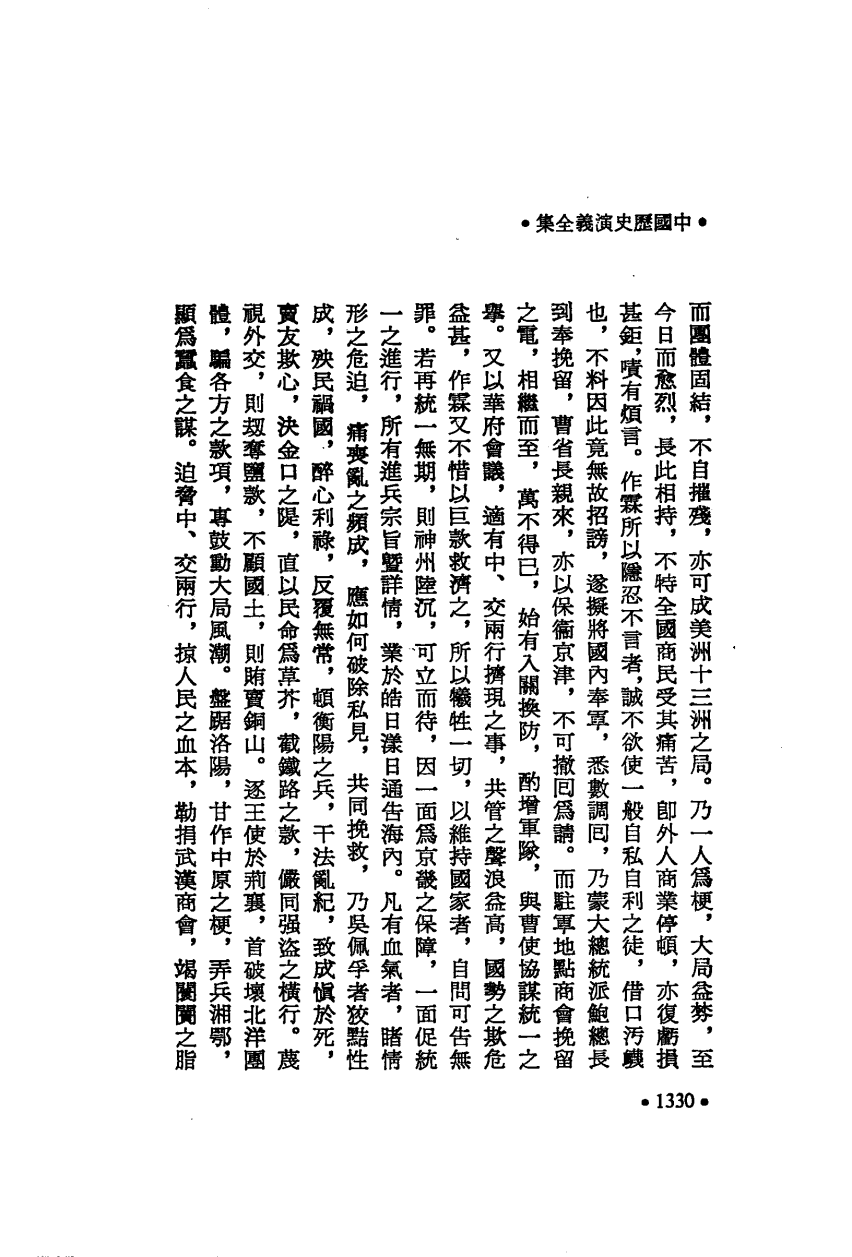 •中國歷史演義全集•
而團體固結，不自摧殘，亦可成美洲十三洲之局。乃一人爲梗，大局益棼，至
今日而愈烈，長此相持，不特全國商民受其痛苦，卽外人商業停頓，亦復虧損
甚鉅，嘖有煩言。作霖所以隱忍不言者，誠不欲使一般自私自利之徒，借口汚衊
也，不料因此竟無故招謗，遂擬將國內奉軍，悉數調回，乃蒙大總統派鮑總長
到奉挽留，曹省長親來，亦以保衞京津，不可撤回爲請。而駐軍地點商會挽留
之電，相繼而至，萬不得已，始有入關換防，酌增軍隊，與曹使協謀統一之
舉。又以華府會議，適有中、交兩行擠現之事，共管之聲浪益高，國勢之欺危
益甚，作霖又不惜以巨款救濟之，所以犧牲一切，以維持國家者，自問可告無
罪。若再統一無期，則神州陸沉，可立而待，因一面爲京畿之保障，一面促統
一之進行，所有進兵宗旨曁詳情，業於皓日漾日通告海內。凡有血氣者，睹情
形之危迫，痛喪亂之頻成，應如何破除私見，共同挽救，乃吳佩孚者狡黠性
成，殃民禍國，醉心利祿，反覆無常，頓衡陽之兵，干法亂紀，致成愼於死，
賣友欺心，決金口之隄，直以民命爲草芥，截鐵路之款，儼同强盜之橫行。蔑
視外交，則刼奪鹽款，不顧國土，則賄賣銅山。逐王使於荊襄，首破壞北洋團
體，騙各方之款項，專鼓動大局風潮。盤踞洛陽，甘作中原之梗，弄兵湘鄂，
顯爲蠶食之謀。迫脅中、交兩行，掠人民之血本，勒捐武漢商會，竭闤闠之脂
•1330•